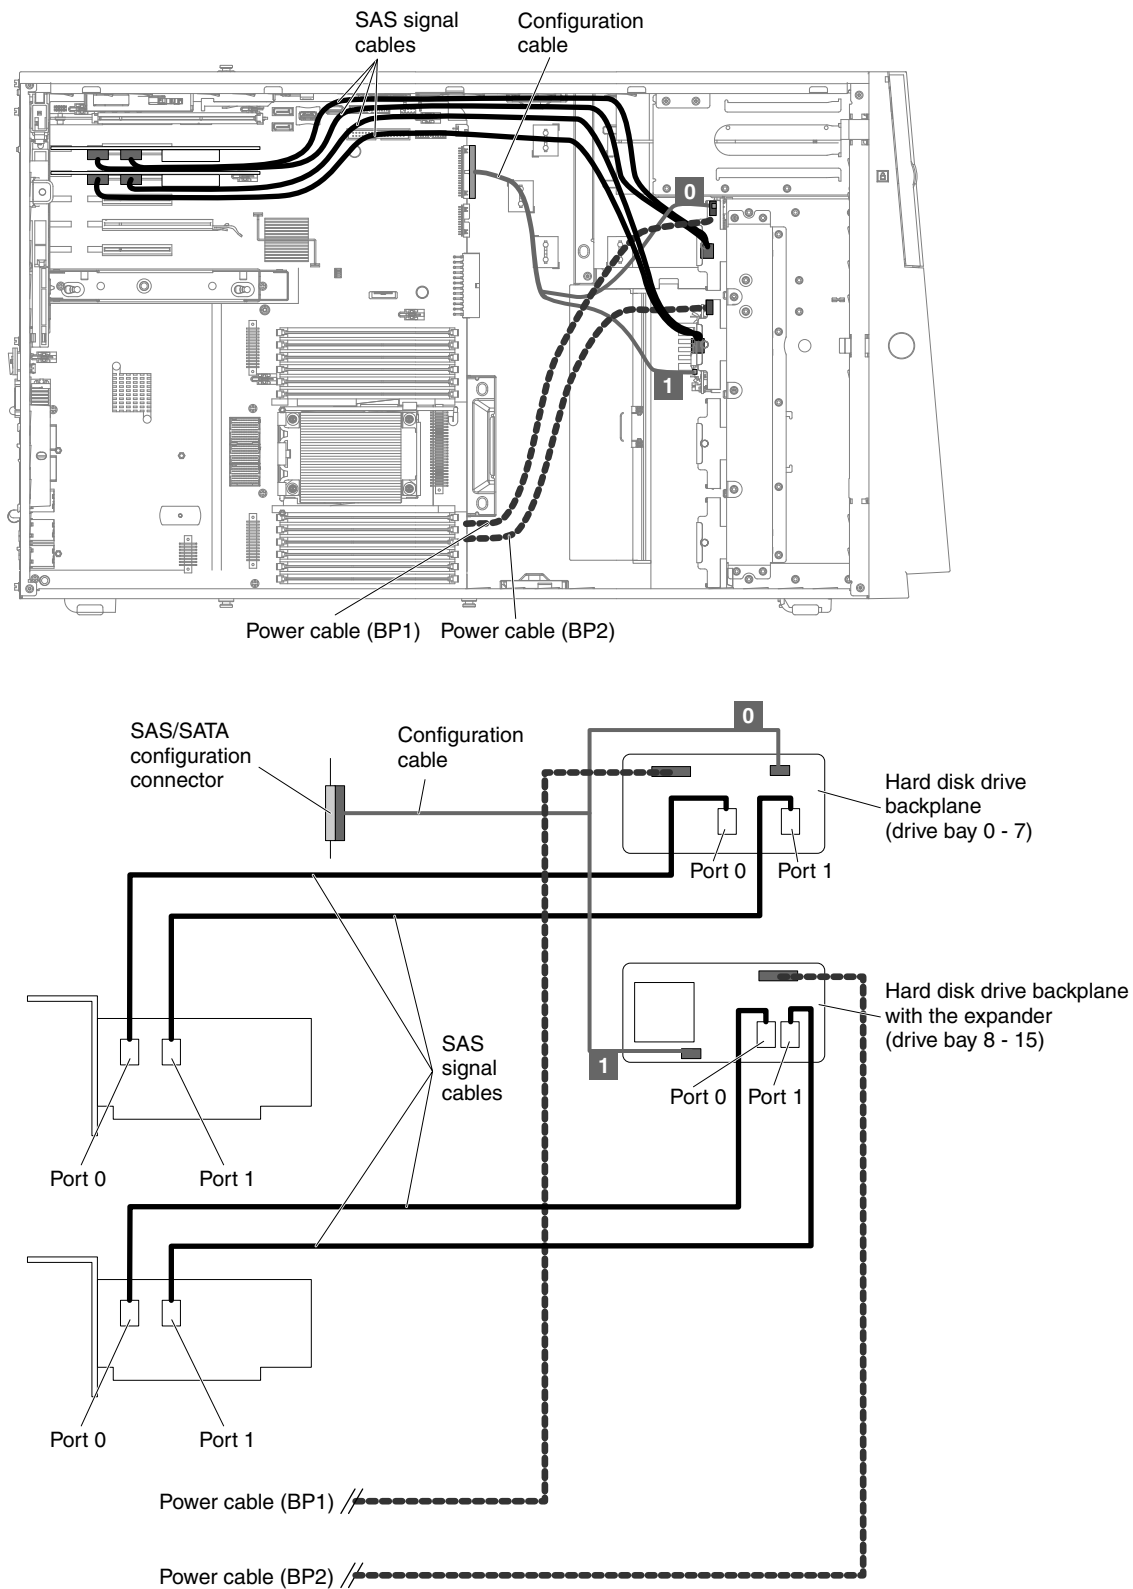 SAS signal
cables
Configuration
cable
0
1
Power cable (BP1)
Power cable (BP2)
0
SAS/SATA
configuration
connector
Configuration
cable
Hard disk drive
backplane
(drive bay 0 - 7)
Port 0
Port 1
Hard disk drive backplane
with the expander
(drive bay 8 - 15)
SAS
signal
cables
1
Port 0
Port 1
Port 0
Port 1
Port 0
Port 1
Power cable (BP1)
Power cable (BP2)